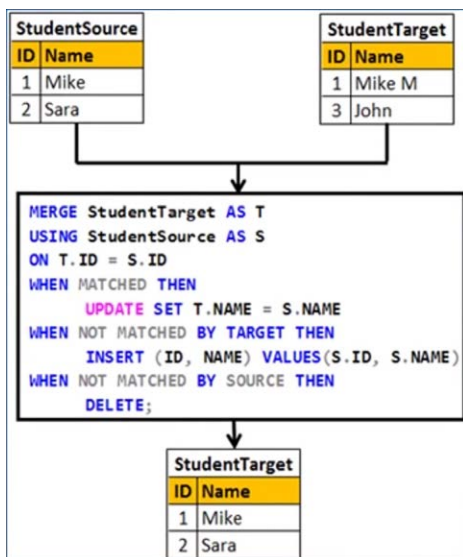 StudentSource
ID Name
1 Mike
2 Sara
StudentTarget
ID Name
1 Mike M
3 John
MERGE StudentTarget AS T
USING StudentSource AS S
ON T.ID = S.ID
WHEN MATCHED THEN
UPDATE SET T.NAME = S.NAME
WHEN NOT MATCHED BY TARGET THEN
INSERT (ID, NAME) VALUES(S.ID, S.NAME)
WHEN NOT MATCHED BY SOURCE THEN
DELETE;
StudentTarget
ID Name
1 Mike
2 Sara